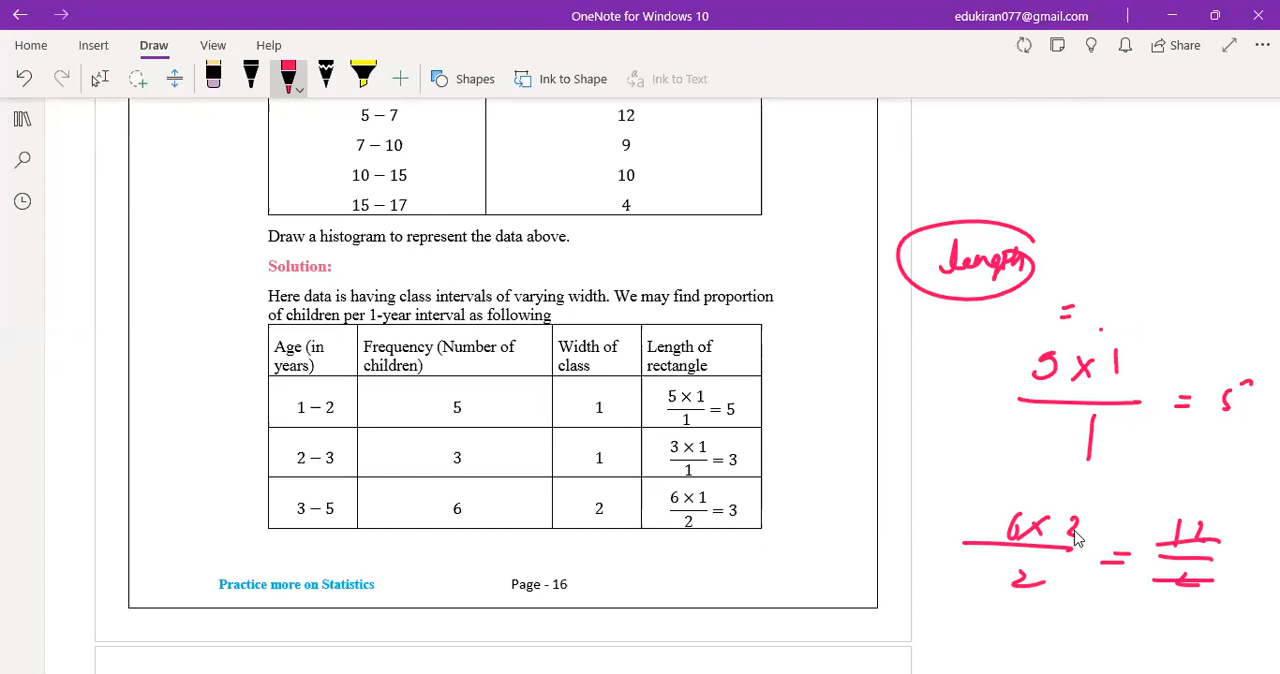 OneNote for Windows 10
edukiran077@gmail.com
Home Insert Draw View Help
Share
Shapes Ink to Shape Ink to Text
5 – 7 12
7 – 10 9
10 – 15 10
15 – 17 4
Draw a histogram to represent the data above.
Solution:
Here data is having class intervals of varying width. We may find proportion
of children per 1-year interval as following
Age (in years) Frequency (Number of children) Width of class Length of rectangle
1 – 2 5 1 5 × 1 / 1 = 5
2 – 3 3 1 3 × 1 / 1 = 3
3 – 5 6 2 6 × 1 / 2 = 3
Practice more on Statistics Page - 16
length
=
5 × 1 / 1 = 5
6 × 2 / 2 = 12 / 2